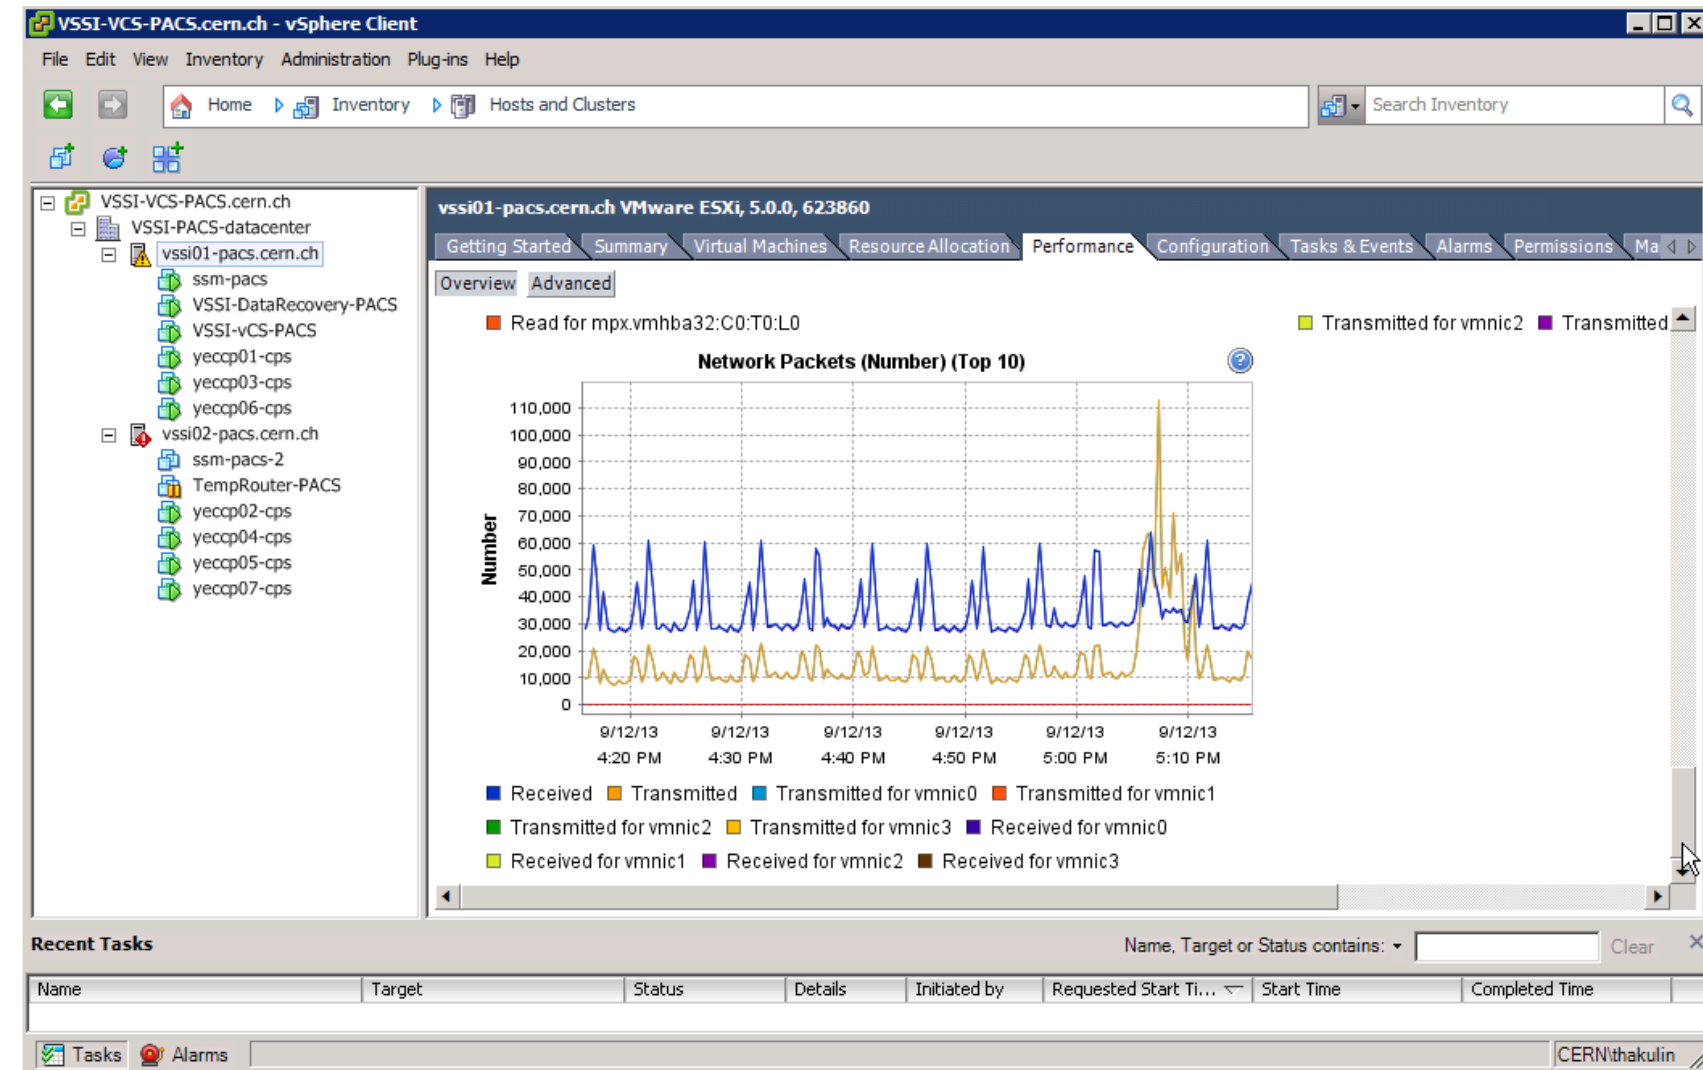 VSSI-VCS-PACS.cern.ch - vSphere Client
File Edit View Inventory Administration Plug-ins Help
Home Inventory Hosts and Clusters Search Inventory
VSSI-VCS-PACS.cern.ch
VSSI-PACS-datacenter
vssi01-pacs.cern.ch
ssm-pacs
VSSI-DataRecovery-PACS
VSSI-vCS-PACS
yeccp01-cps
yeccp03-cps
yeccp06-cps
vssi02-pacs.cern.ch
ssm-pacs-2
TempRouter-PACS
yeccp02-cps
yeccp04-cps
yeccp05-cps
yeccp07-cps
vssi01-pacs.cern.ch VMware ESXi, 5.0.0, 623860
Getting Started Summary Virtual Machines Resource Allocation Performance Configuration Tasks & Events Alarms Permissions Ma
Overview Advanced
Read for mpx.vmhba32:C0:T0:L0 Transmitted for vmnic2 Transmitted
Network Packets (Number) (Top 10)
Number
110,000
100,000
90,000
80,000
70,000
60,000
50,000
40,000
30,000
20,000
10,000
0
9/12/13 9/12/13 9/12/13 9/12/13 9/12/13 9/12/13
4:20 PM 4:30 PM 4:40 PM 4:50 PM 5:00 PM 5:10 PM
Received Transmitted Transmitted for vmnic0 Transmitted for vmnic1
Transmitted for vmnic2 Transmitted for vmnic3 Received for vmnic0
Received for vmnic1 Received for vmnic2 Received for vmnic3
Recent Tasks Name, Target or Status contains: Clear
Name Target Status Details Initiated by Requested Start Ti... Start Time Completed Time
Tasks Alarms CERN\thakulin